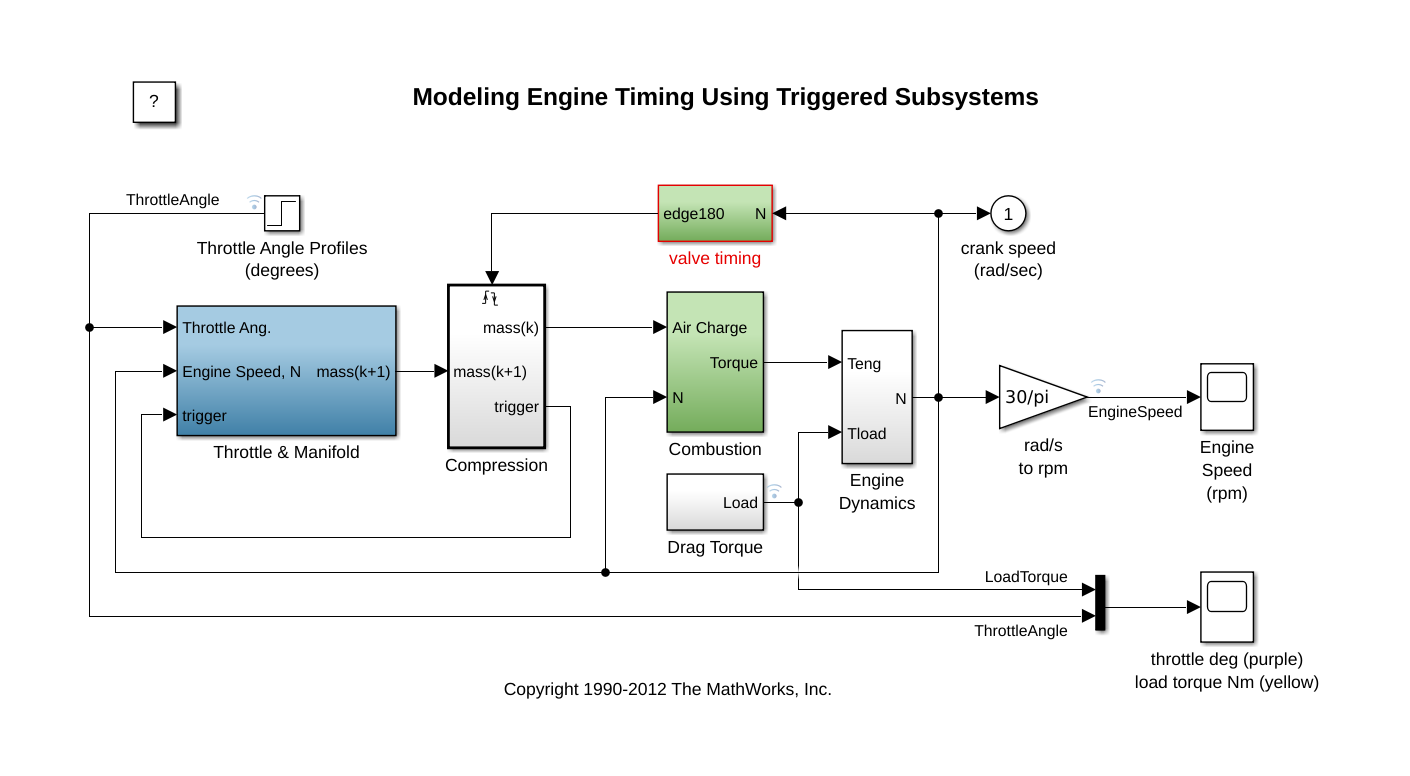 ?
Modeling Engine Timing Using Triggered Subsystems
ThrottleAngle
Throttle Angle Profiles
(degrees)
edge180
N
valve timing
1
crank speed
(rad/sec)
Throttle Ang.
Engine Speed, N
mass(k+1)
trigger
Throttle & Manifold
mass(k)
mass(k+1)
trigger
Compression
Air Charge
Torque
N
Combustion
Load
Drag Torque
Teng
N
Tload
Engine
Dynamics
30/pi
rad/s
to rpm
EngineSpeed
Engine
Speed
(rpm)
LoadTorque
ThrottleAngle
throttle deg (purple)
load torque Nm (yellow)
Copyright 1990-2012 The MathWorks, Inc.